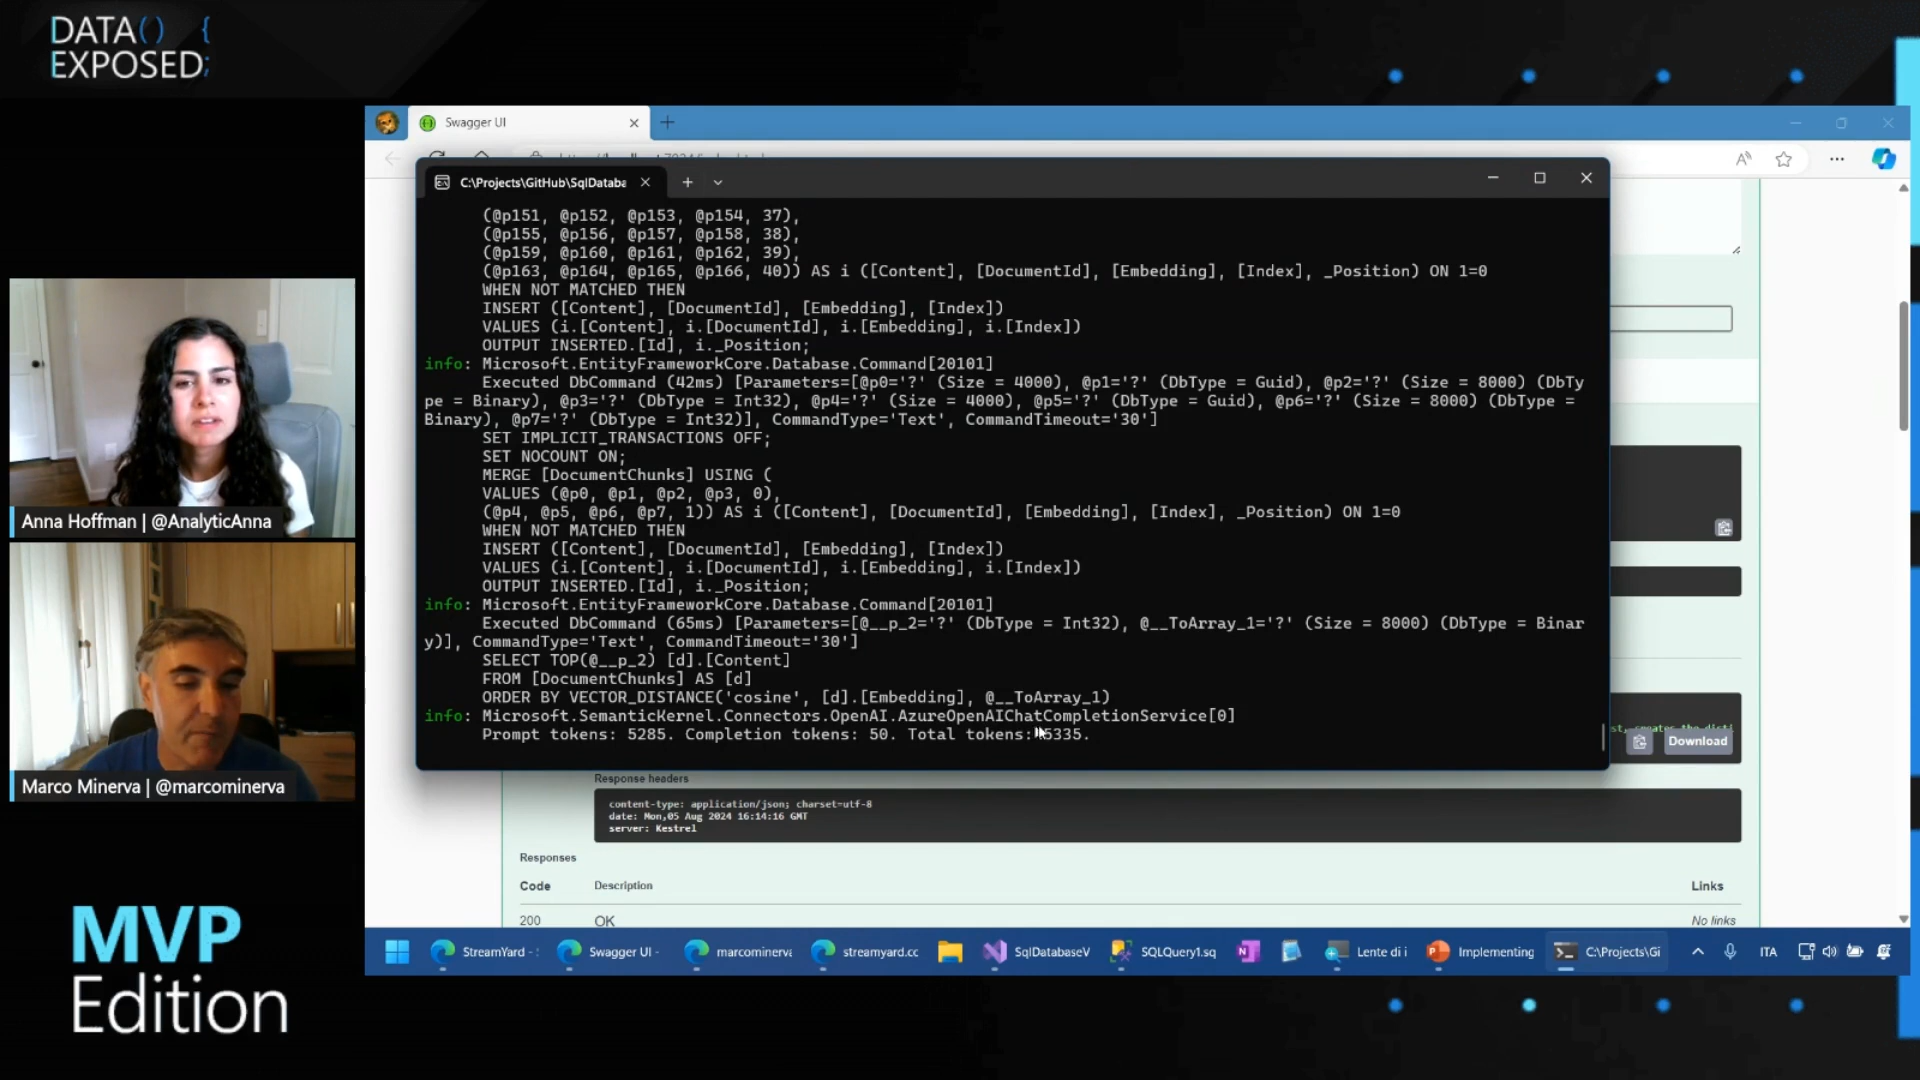 DATA() {
EXPOSED;
Swagger UI
C:\Projects\GitHub\SqlDataba
(@p151, @p152, @p153, @p154, 37),
(@p155, @p156, @p157, @p158, 38),
(@p159, @p160, @p161, @p162, 39),
(@p163, @p164, @p165, @p166, 40)) AS i ([Content], [DocumentId], [Embedding], [Index], _Position) ON 1=0
WHEN NOT MATCHED THEN
INSERT ([Content], [DocumentId], [Embedding], [Index])
VALUES (i.[Content], i.[DocumentId], i.[Embedding], i.[Index])
OUTPUT INSERTED.[Id], i._Position;
info: Microsoft.EntityFrameworkCore.Database.Command[20101]
Executed DbCommand (42ms) [Parameters=[@p0='?' (Size = 4000), @p1='?' (DbType = Guid), @p2='?' (Size = 8000) (DbTy
pe = Binary), @p3='?' (DbType = Int32), @p4='?' (Size = 4000), @p5='?' (DbType = Guid), @p6='?' (Size = 8000) (DbType =
Binary), @p7='?' (DbType = Int32)], CommandType='Text', CommandTimeout='30']
SET IMPLICIT_TRANSACTIONS OFF;
SET NOCOUNT ON;
MERGE [DocumentChunks] USING (
VALUES (@p0, @p1, @p2, @p3, 0),
(@p4, @p5, @p6, @p7, 1)) AS i ([Content], [DocumentId], [Embedding], [Index], _Position) ON 1=0
WHEN NOT MATCHED THEN
INSERT ([Content], [DocumentId], [Embedding], [Index])
VALUES (i.[Content], i.[DocumentId], i.[Embedding], i.[Index])
OUTPUT INSERTED.[Id], i._Position;
info: Microsoft.EntityFrameworkCore.Database.Command[20101]
Executed DbCommand (65ms) [Parameters=[@__p_2='?' (DbType = Int32), @__ToArray_1='?' (Size = 8000) (DbType = Binar
y)], CommandType='Text', CommandTimeout='30']
SELECT TOP(@__p_2) [d].[Content]
FROM [DocumentChunks] AS [d]
ORDER BY VECTOR_DISTANCE('cosine', [d].[Embedding], @__ToArray_1)
info: Microsoft.SemanticKernel.Connectors.OpenAI.AzureOpenAIChatCompletionService[0]
Prompt tokens: 5285. Completion tokens: 50. Total tokens: 5335.
st, creates the disti
Download
Response headers
content-type: application/json; charset=utf-8
date: Mon,05 Aug 2024 16:14:16 GMT
server: Kestrel
Responses
Code Description Links
200 OK No links
Anna Hoffman | @AnalyticAnna
Marco Minerva | @marcominerva
MVP
Edition
StreamYard - Swagger UI - marcominerva streamyard.cc SqlDatabaseV SQLQuery1.sq Lente di i Implementing C:\Projects\Gi ITA